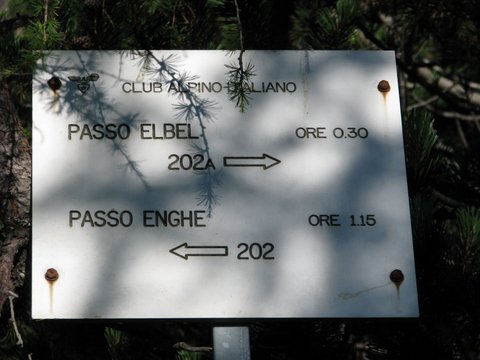 CLUB ALPINO ITALIANO
PASSO ELBEL ORE 0.30
202A
PASSO ENGHE ORE 1.15
202